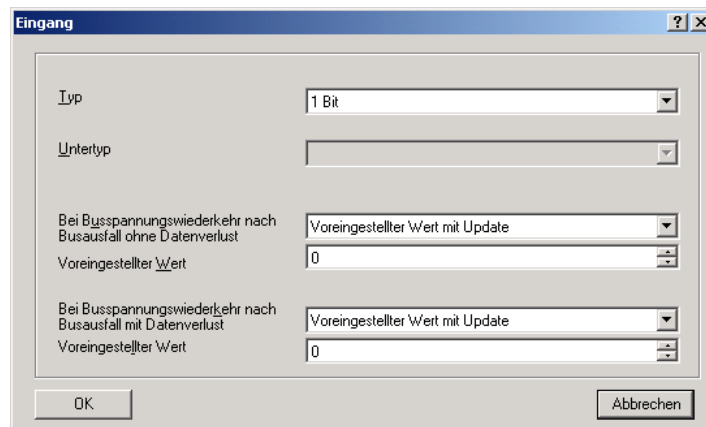 Eingang
Typ
1 Bit
Untertyp
Bei Busspannungswiederkehr nach
Busausfall ohne Datenverlust
Voreingestellter Wert mit Update
Voreingestellter Wert
0
Bei Busspannungswiederkehr nach
Busausfall mit Datenverlust
Voreingestellter Wert mit Update
Voreingestellter Wert
0
OK
Abbrechen